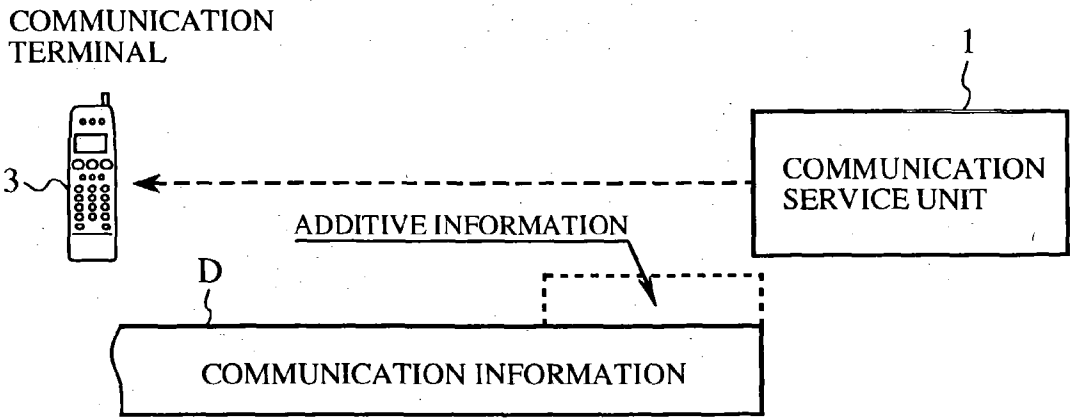 COMMUNICATION
TERMINAL
1
3
COMMUNICATION
SERVICE UNIT
ADDITIVE INFORMATION
D
COMMUNICATION INFORMATION